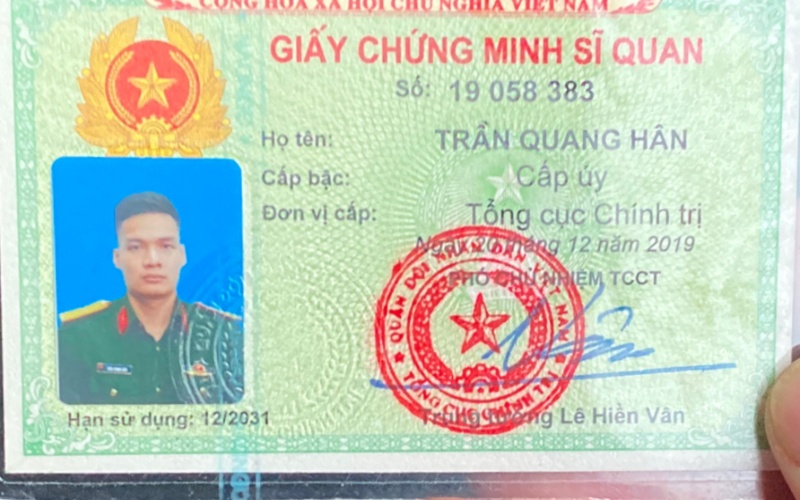 CỘNG HÒA XÃ HỘI CHỦ NGHĨA VIỆT NAM
GIẤY CHỨNG MINH SĨ QUAN
Số: 19 058 383
Họ tên: TRẦN QUANG HÂN
Cấp bậc: Cấp úy
Đơn vị cấp: Tổng cục Chính trị
Ngày 20 tháng 12 năm 2019
PHÓ CHỦ NHIỆM TCCT
QUÂN ĐỘI NHÂN DÂN VIỆT NAM
TỔNG CỤC CHÍNH TRỊ
Hạn sử dụng: 12/2031
Trung tướng Lê Hiền Vân